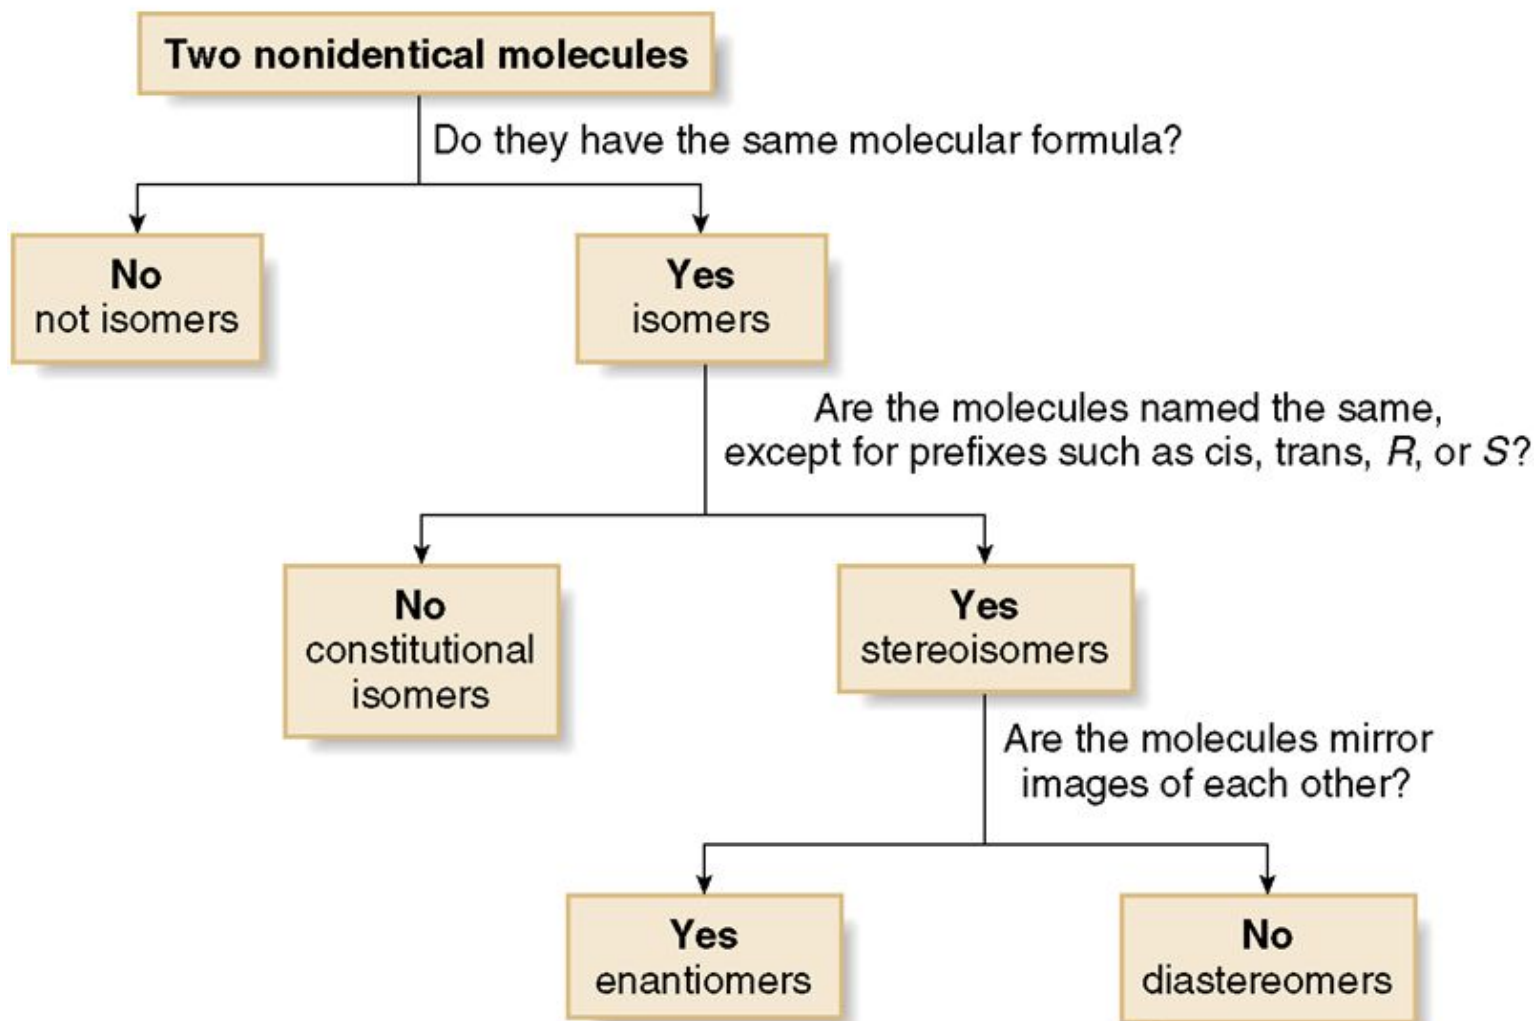 Two nonidentical molecules
Do they have the same molecular formula?
No
not isomers
Yes
isomers
Are the molecules named the same,
except for prefixes such as cis, trans, R, or S?
No
constitutional
isomers
Yes
stereoisomers
Are the molecules mirror
images of each other?
Yes
enantiomers
No
diastereomers